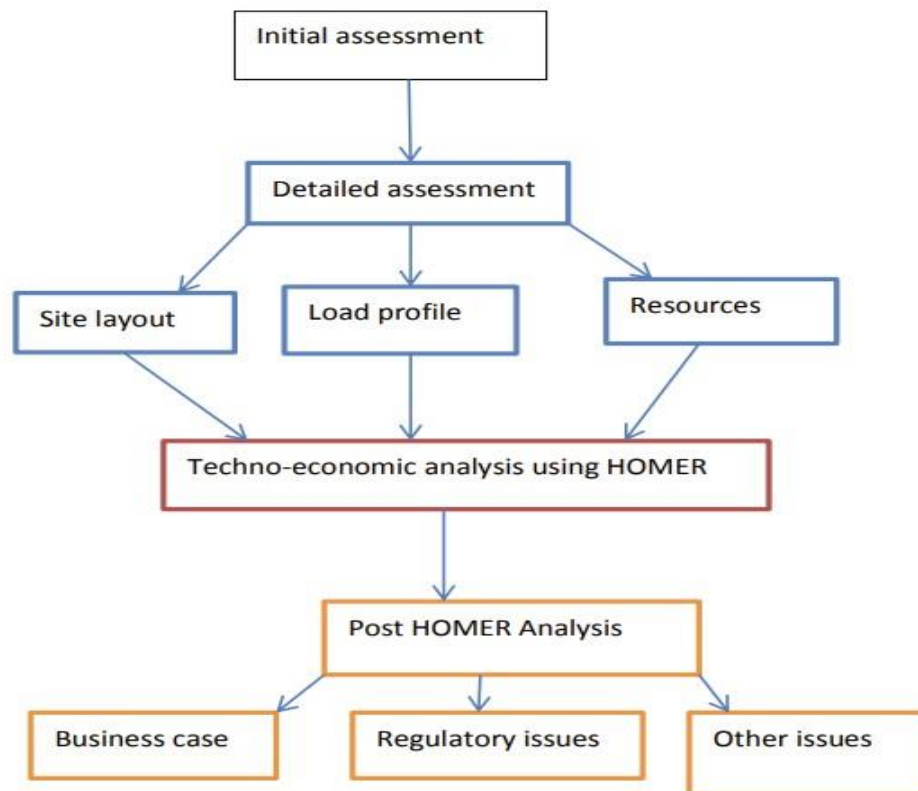 Initial assessment
Detailed assessment
Site layout
Load profile
Resources
Techno-economic analysis using HOMER
Post HOMER Analysis
Business case
Regulatory issues
Other issues